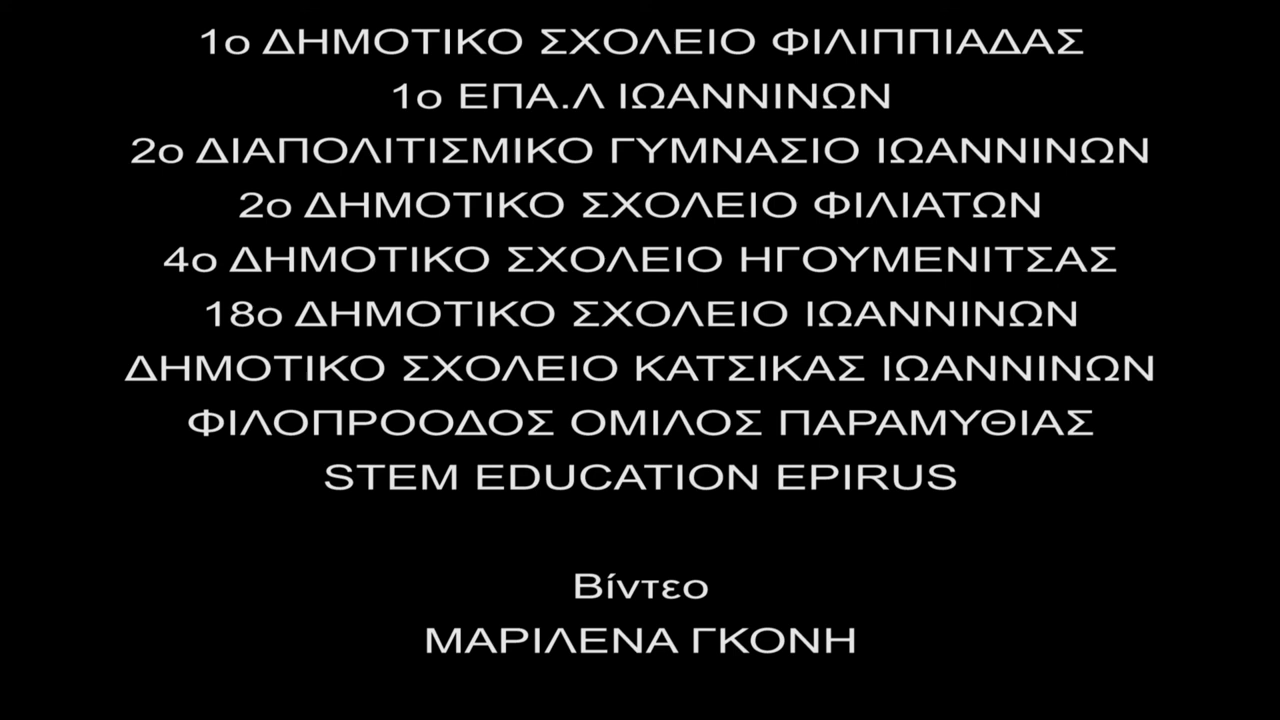 1ο ΔΗΜΟΤΙΚΟ ΣΧΟΛΕΙΟ ΦΙΛΙΠΠΙΑΔΑΣ
1ο ΕΠΑ.Λ ΙΩΑΝΝΙΝΩΝ
2ο ΔΙΑΠΟΛΙΤΙΣΜΙΚΟ ΓΥΜΝΑΣΙΟ ΙΩΑΝΝΙΝΩΝ
2ο ΔΗΜΟΤΙΚΟ ΣΧΟΛΕΙΟ ΦΙΛΙΑΤΩΝ
4ο ΔΗΜΟΤΙΚΟ ΣΧΟΛΕΙΟ ΗΓΟΥΜΕΝΙΤΣΑΣ
18ο ΔΗΜΟΤΙΚΟ ΣΧΟΛΕΙΟ ΙΩΑΝΝΙΝΩΝ
ΔΗΜΟΤΙΚΟ ΣΧΟΛΕΙΟ ΚΑΤΣΙΚΑΣ ΙΩΑΝΝΙΝΩΝ
ΦΙΛΟΠΡΟΟΔΟΣ ΟΜΙΛΟΣ ΠΑΡΑΜΥΘΙΑΣ
STEM EDUCATION EPIRUS
Βίντεο
ΜΑΡΙΛΕΝΑ ΓΚΟΝΗ